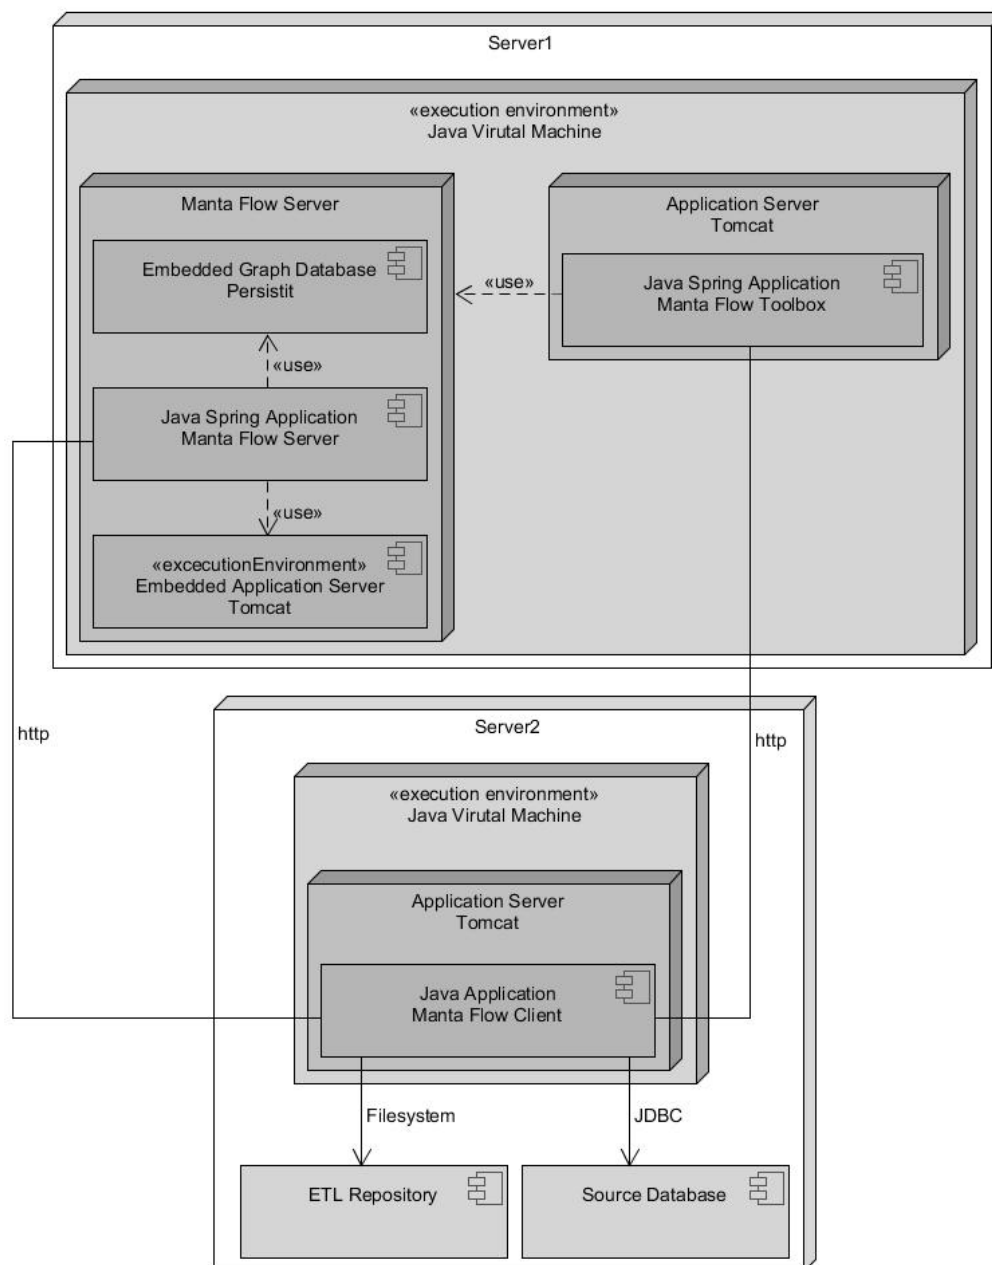 Server1
«execution environment»
Java Virutal Machine
Manta Flow Server
Embedded Graph Database
Persistit
«use»
Java Spring Application
Manta Flow Server
«use»
«excecutionEnvironment»
Embedded Application Server
Tomcat
«use»
Application Server
Tomcat
Java Spring Application
Manta Flow Toolbox
http
http
Server2
«execution environment»
Java Virutal Machine
Application Server
Tomcat
Java Application
Manta Flow Client
Filesystem
JDBC
ETL Repository
Source Database